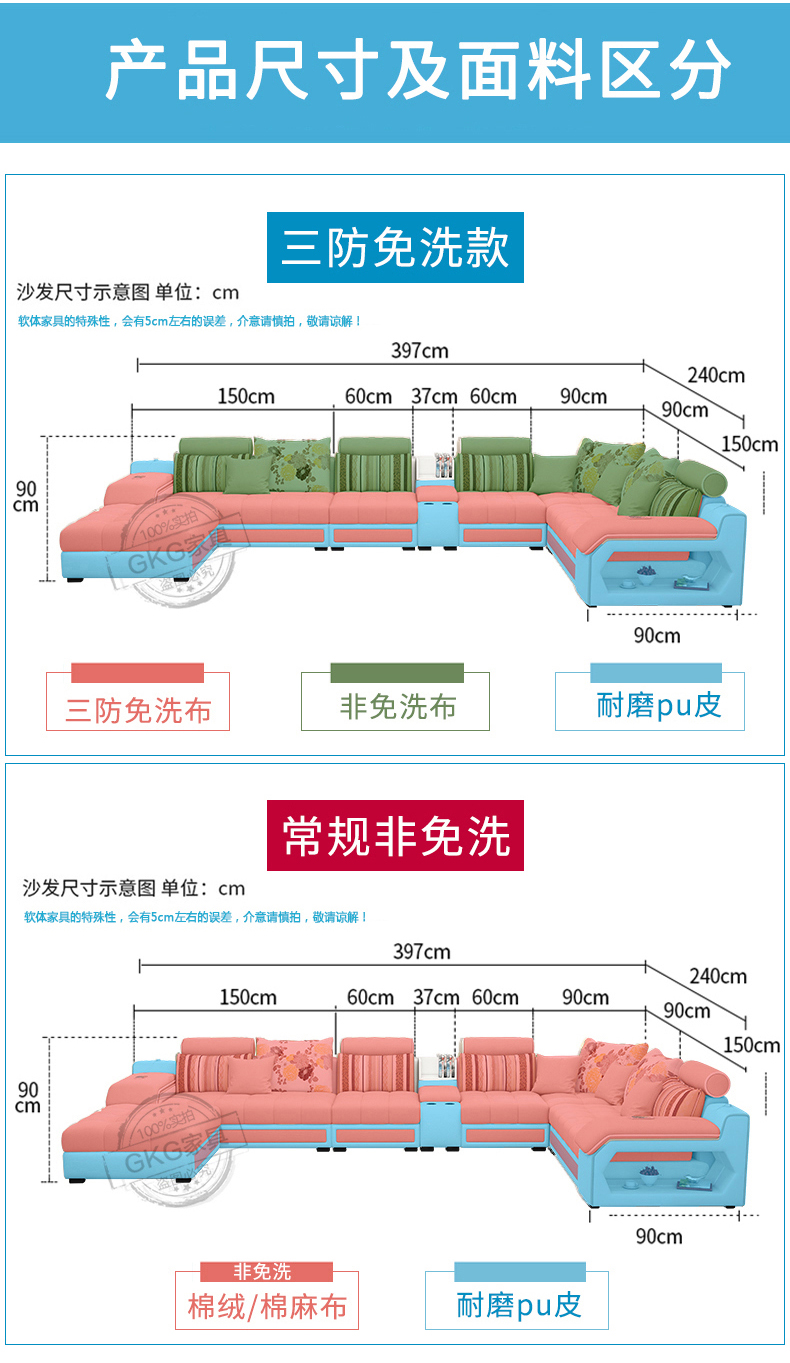 产品尺寸及面料区分
三防免洗款
沙发尺寸示意图 单位：cm
软体家具的特殊性，会有5cm左右的误差，介意请慎拍，敬请谅解！
397cm
240cm
150cm 60cm 37cm 60cm 90cm
90cm
150cm
90
cm
100%实拍
GKG家具
盗图必究
90cm
三防免洗布 非免洗布 耐磨pu皮
常规非免洗
沙发尺寸示意图 单位：cm
软体家具的特殊性，会有5cm左右的误差，介意请慎拍，敬请谅解！
397cm
240cm
150cm 60cm 37cm 60cm 90cm
90cm
150cm
90
cm
100%实拍
GKG家具
盗图必究
90cm
非免洗
棉绒/棉麻布 耐磨pu皮